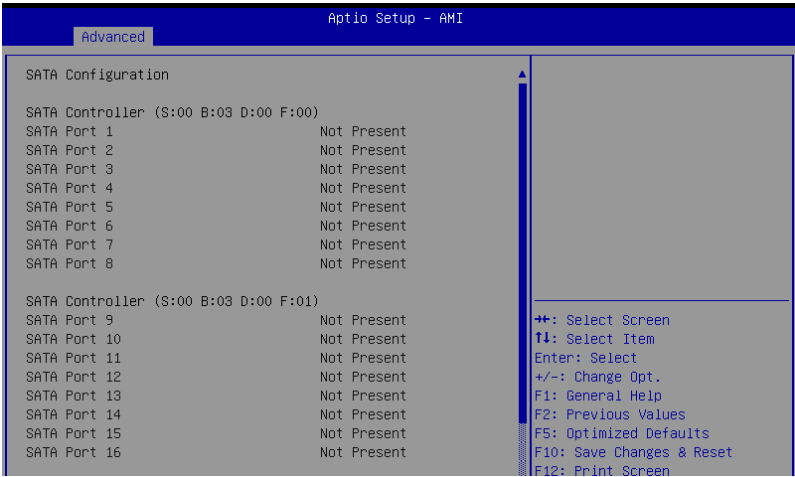 Aptio Setup – AMI
Advanced
SATA Configuration
SATA Controller (S:00 B:03 D:00 F:00)
SATA Port 1 Not Present
SATA Port 2 Not Present
SATA Port 3 Not Present
SATA Port 4 Not Present
SATA Port 5 Not Present
SATA Port 6 Not Present
SATA Port 7 Not Present
SATA Port 8 Not Present
SATA Controller (S:00 B:03 D:00 F:01)
SATA Port 9 Not Present
SATA Port 10 Not Present
SATA Port 11 Not Present
SATA Port 12 Not Present
SATA Port 13 Not Present
SATA Port 14 Not Present
SATA Port 15 Not Present
SATA Port 16 Not Present
→←: Select Screen
↑↓: Select Item
Enter: Select
+/-: Change Opt.
F1: General Help
F2: Previous Values
F5: Optimized Defaults
F10: Save Changes & Reset
F12: Print Screen